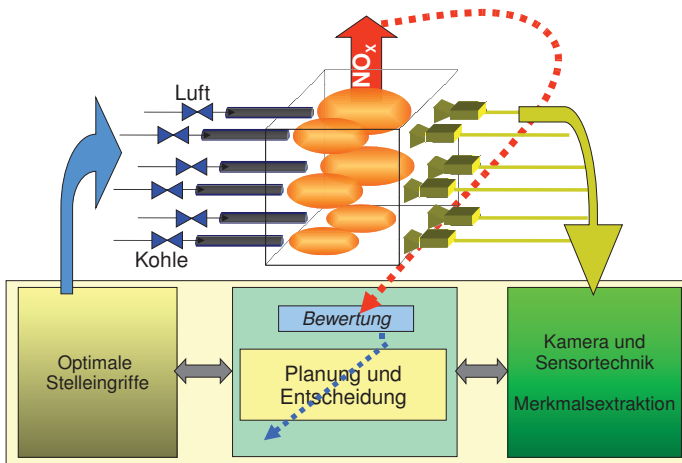 NOx
Luft
Kohle
Bewertung
Optimale
Stelleingriffe
Planung und
Entscheidung
Kamera und
Sensortechnik
Merkmalsextraktion